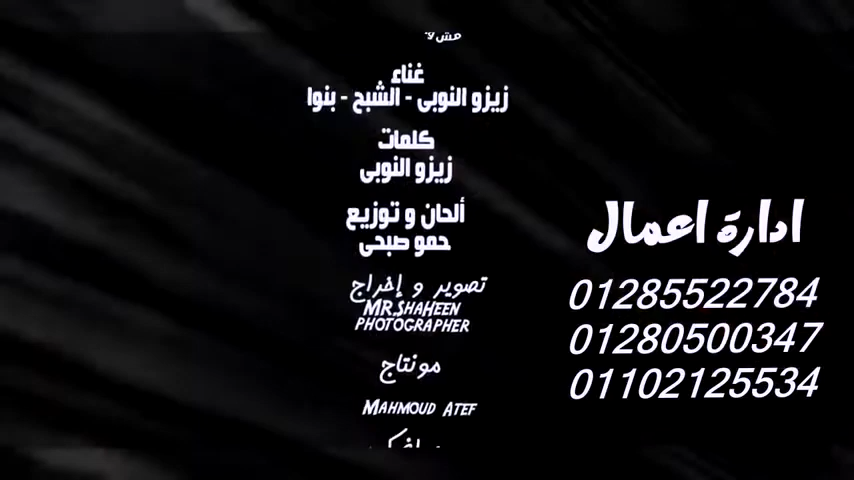 غناء
زيزو النوبى - الشبح - بنوا
كلمات
زيزو النوبى
ألحان و توزيع
حمو صبحى
تصوير و إخراج
MR.SHAHEEN
PHOTOGRAPHER
مونتاج
MAHMOUD ATEF
ادارة اعمال
01285522784
01280500347
01102125534